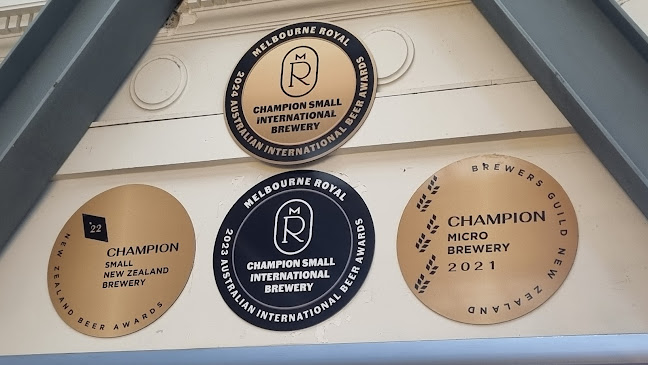 MELBOURNE ROYAL
M
R
CHAMPION SMALL
INTERNATIONAL
BREWERY
2024 AUSTRALIAN INTERNATIONAL BEER AWARDS
'22
CHAMPION
SMALL
NEW ZEALAND
BREWERY
NEW ZEALAND BEER AWARDS
MELBOURNE ROYAL
M
R
CHAMPION SMALL
INTERNATIONAL
BREWERY
2023 AUSTRALIAN INTERNATIONAL BEER AWARDS
BREWERS GUILD NEW ZEALAND
CHAMPION
MICRO
BREWERY
2021